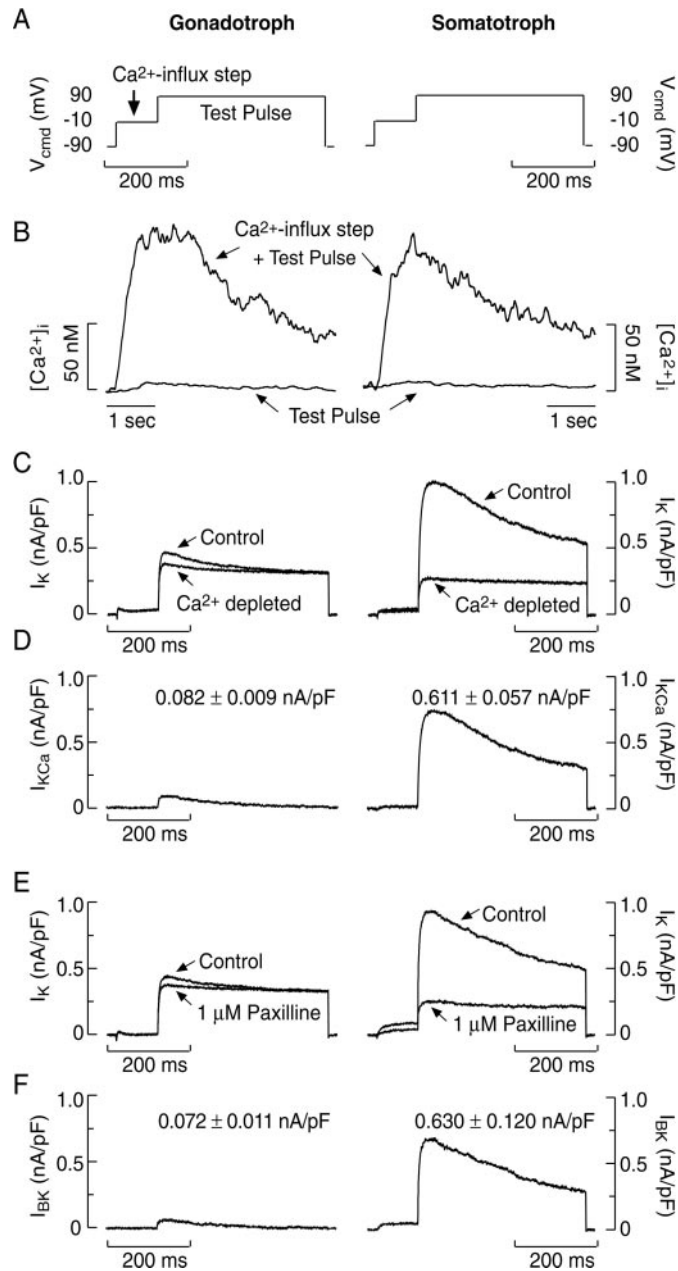 A
Gonadotroph Somatotroph
Ca2+-influx step
Test Pulse
Vcmd (mV)
90
-10
-90
200 ms
200 ms
90
-10
-90
Vcmd (mV)
B
Ca2+-influx step
+ Test Pulse
[Ca2+]i
50 nM
50 nM
[Ca2+]i
Test Pulse
1 sec
1 sec
C
IK (nA/pF)
1.0
0.5
0
Control
Ca2+ depleted
200 ms
Control
Ca2+ depleted
200 ms
1.0
0.5
0
IK (nA/pF)
D
IKCa (nA/pF)
1.0
0.5
0
0.082 ± 0.009 nA/pF
200 ms
0.611 ± 0.057 nA/pF
200 ms
1.0
0.5
0
IKCa (nA/pF)
E
IK (nA/pF)
1.0
0.5
0
Control
1 μM Paxilline
200 ms
Control
1 μM Paxilline
200 ms
1.0
0.5
0
IK (nA/pF)
F
IBK (nA/pF)
1.0
0.5
0
0.072 ± 0.011 nA/pF
200 ms
0.630 ± 0.120 nA/pF
200 ms
1.0
0.5
0
IBK (nA/pF)